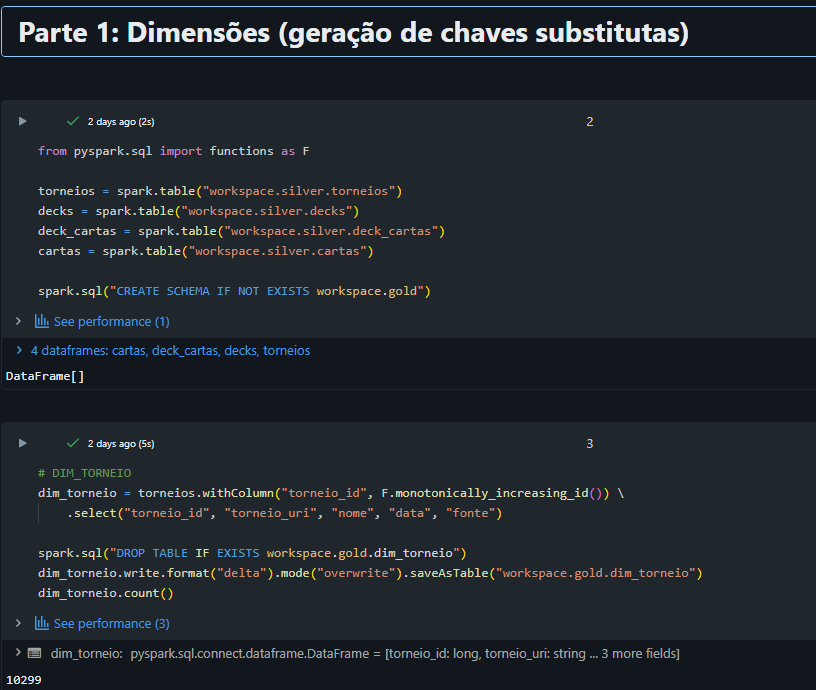 Parte 1: Dimensões (geração de chaves substitutas)
2 days ago (2s)
2
from pyspark.sql import functions as F
torneios = spark.table("workspace.silver.torneios")
decks = spark.table("workspace.silver.decks")
deck_cartas = spark.table("workspace.silver.deck_cartas")
cartas = spark.table("workspace.silver.cartas")
spark.sql("CREATE SCHEMA IF NOT EXISTS workspace.gold")
See performance (1)
4 dataframes: cartas, deck_cartas, decks, torneios
DataFrame[]
2 days ago (5s)
3
# DIM_TORNEIO
dim_torneio = torneios.withColumn("torneio_id", F.monotonically_increasing_id()) \
.select("torneio_id", "torneio_uri", "nome", "data", "fonte")
spark.sql("DROP TABLE IF EXISTS workspace.gold.dim_torneio")
dim_torneio.write.format("delta").mode("overwrite").saveAsTable("workspace.gold.dim_torneio")
dim_torneio.count()
See performance (3)
dim_torneio: pyspark.sql.connect.dataframe.DataFrame = [torneio_id: long, torneio_uri: string ... 3 more fields]
10299